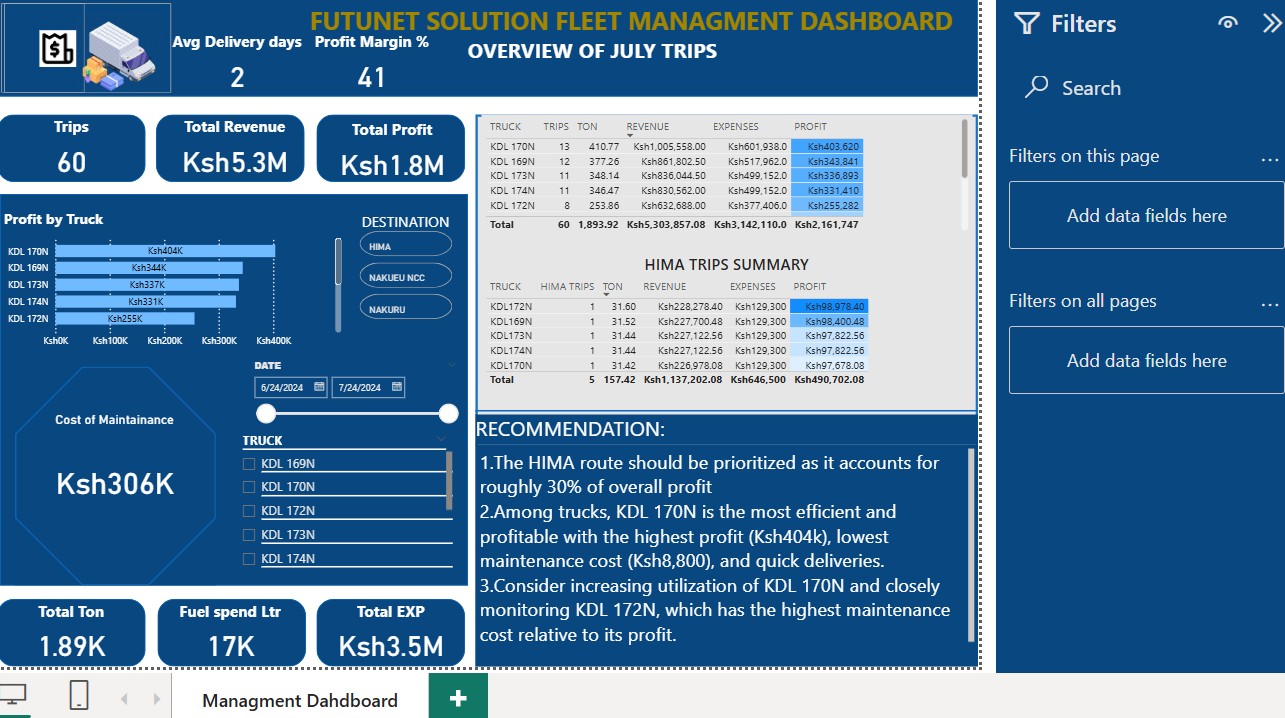 FUTUNET SOLUTION FLEET MANAGMENT DASHBOARD
OVERVIEW OF JULY TRIPS
Avg Delivery days
2
Profit Margin %
41
Trips
60
Total Revenue
Ksh5.3M
Total Profit
Ksh1.8M
Profit by Truck
KDL 170N Ksh404K
KDL 169N Ksh344K
KDL 173N Ksh337K
KDL 174N Ksh331K
KDL 172N Ksh255K
Ksh0K Ksh100K Ksh200K Ksh300K Ksh400K
DESTINATION
HIMA
NAKUEU NCC
NAKURU
DATE
6/24/2024 7/24/2024
Cost of Maintainance
Ksh306K
TRUCK
KDL 169N
KDL 170N
KDL 172N
KDL 173N
KDL 174N
Total Ton
1.89K
Fuel spend Ltr
17K
Total EXP
Ksh3.5M
TRUCK TRIPS TON REVENUE EXPENSES PROFIT
KDL 170N 13 410.77 Ksh1,005,558.00 Ksh601,938.0 Ksh403,620
KDL 169N 12 377.26 Ksh861,802.50 Ksh517,962.0 Ksh343,841
KDL 173N 11 348.14 Ksh836,044.50 Ksh499,152.0 Ksh336,893
KDL 174N 11 346.47 Ksh830,562.00 Ksh499,152.0 Ksh331,410
KDL 172N 8 253.86 Ksh632,688.00 Ksh377,406.0 Ksh255,282
Total 60 1,893.92 Ksh5,303,857.08 Ksh3,142,110.0 Ksh2,161,747
HIMA TRIPS SUMMARY
TRUCK HIMA TRIPS TON REVENUE EXPENSES PROFIT
KDL172N 1 31.60 Ksh228,278.40 Ksh129,300 Ksh98,978.40
KDL169N 1 31.52 Ksh227,700.48 Ksh129,300 Ksh98,400.48
KDL173N 1 31.44 Ksh227,122.56 Ksh129,300 Ksh97,822.56
KDL174N 1 31.44 Ksh227,122.56 Ksh129,300 Ksh97,822.56
KDL170N 1 31.42 Ksh226,978.08 Ksh129,300 Ksh97,678.08
Total 5 157.42 Ksh1,137,202.08 Ksh646,500 Ksh490,702.08
RECOMMENDATION:
1.The HIMA route should be prioritized as it accounts for
roughly 30% of overall profit
2.Among trucks, KDL 170N is the most efficient and
profitable with the highest profit (Ksh404k), lowest
maintenance cost (Ksh8,800), and quick deliveries.
3.Consider increasing utilization of KDL 170N and closely
monitoring KDL 172N, which has the highest maintenance
cost relative to its profit.
Filters
Search
Filters on this page ...
Add data fields here
Filters on all pages ...
Add data fields here
Managment Dahdboard